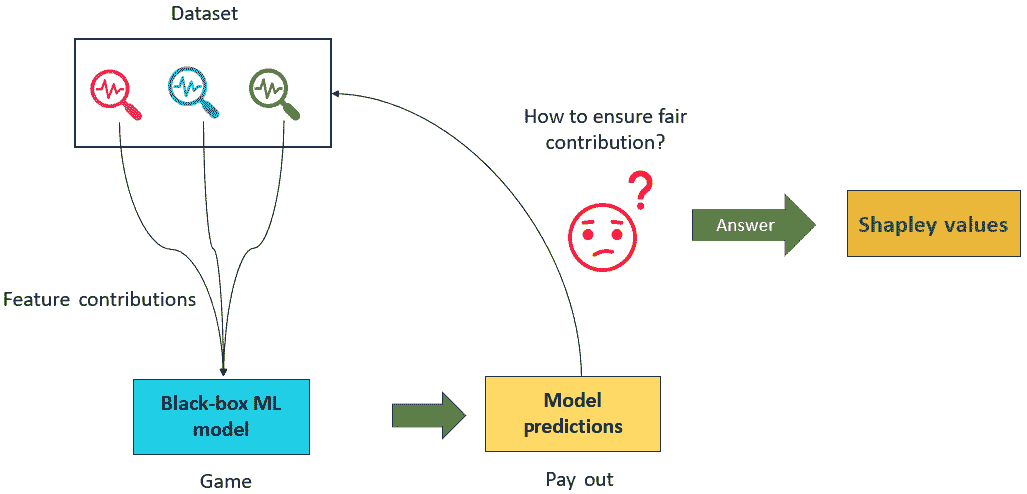 Dataset
How to ensure fair
contribution?
?
Answer
Shapley values
Feature contributions
Black-box ML
model
Model
predictions
Game
Pay out